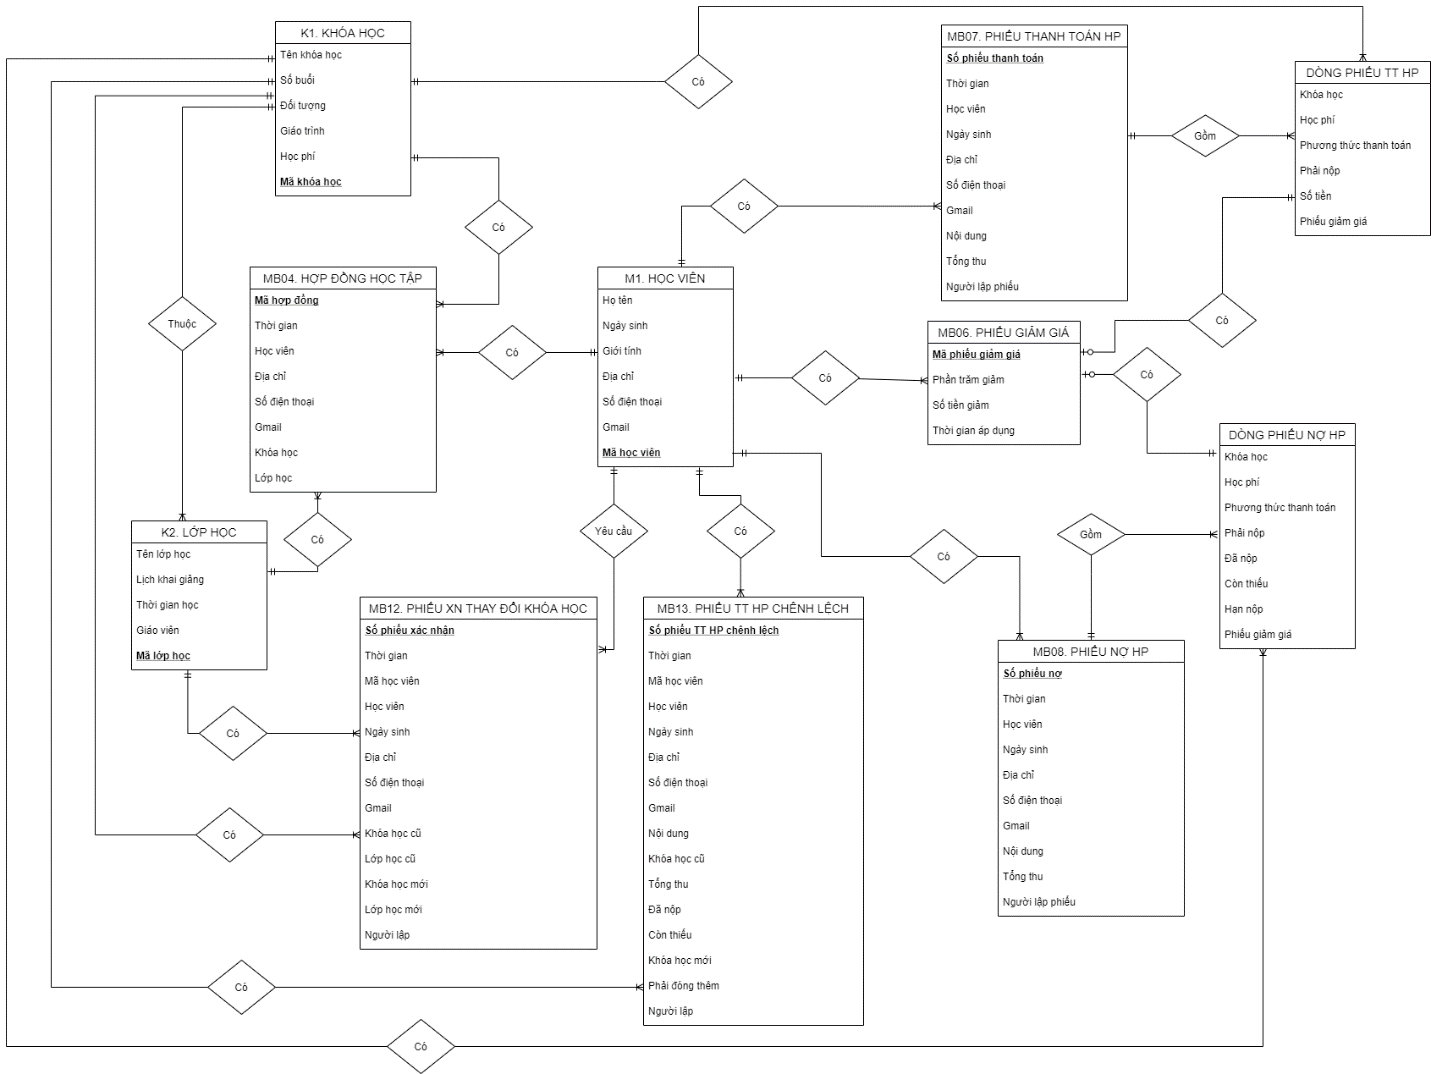 K1. KHÓA HỌC
Tên khóa học
Số buổi
Đối tượng
Giáo trình
Học phí
Mã khóa học
Có
MB07. PHIẾU THANH TOÁN HP
Số phiếu thanh toán
Thời gian
Học viên
Ngày sinh
Địa chỉ
Số điện thoại
Gmail
Nội dung
Tổng thu
Người lập phiếu
Gồm
DÒNG PHIẾU TT HP
Khóa học
Học phí
Phương thức thanh toán
Phải nộp
Số tiền
Phiếu giảm giá
Có
Có
Thuộc
MB04. HỢP ĐỒNG HỌC TẬP
Mã hợp đồng
Thời gian
Học viên
Địa chỉ
Số điện thoại
Gmail
Khóa học
Lớp học
Có
M1. HỌC VIÊN
Họ tên
Ngày sinh
Giới tính
Địa chỉ
Số điện thoại
Gmail
Mã học viên
Có
MB06. PHIẾU GIẢM GIÁ
Mã phiếu giảm giá
Phần trăm giảm
Số tiền giảm
Thời gian áp dụng
Có
Có
DÒNG PHIẾU NỢ HP
Khóa học
Học phí
Phương thức thanh toán
Phải nộp
Đã nộp
Còn thiếu
Hạn nộp
Phiếu giảm giá
K2. LỚP HỌC
Tên lớp học
Lịch khai giảng
Thời gian học
Giáo viên
Mã lớp học
Có
Yêu cầu
Có
Có
Gồm
MB12. PHIẾU XN THAY ĐỔI KHÓA HỌC
Số phiếu xác nhận
Thời gian
Mã học viên
Học viên
Ngày sinh
Địa chỉ
Số điện thoại
Gmail
Khóa học cũ
Lớp học cũ
Khóa học mới
Lớp học mới
Người lập
MB13. PHIẾU TT HP CHÊNH LỆCH
Số phiếu TT HP chênh lệch
Thời gian
Mã học viên
Học viên
Ngày sinh
Địa chỉ
Số điện thoại
Gmail
Nội dung
Khóa học cũ
Tổng thu
Đã nộp
Còn thiếu
Khóa học mới
Phải đóng thêm
Người lập
MB08. PHIẾU NỢ HP
Số phiếu nợ
Thời gian
Học viên
Ngày sinh
Địa chỉ
Số điện thoại
Gmail
Nội dung
Tổng thu
Người lập phiếu
Có
Có
Có
Có